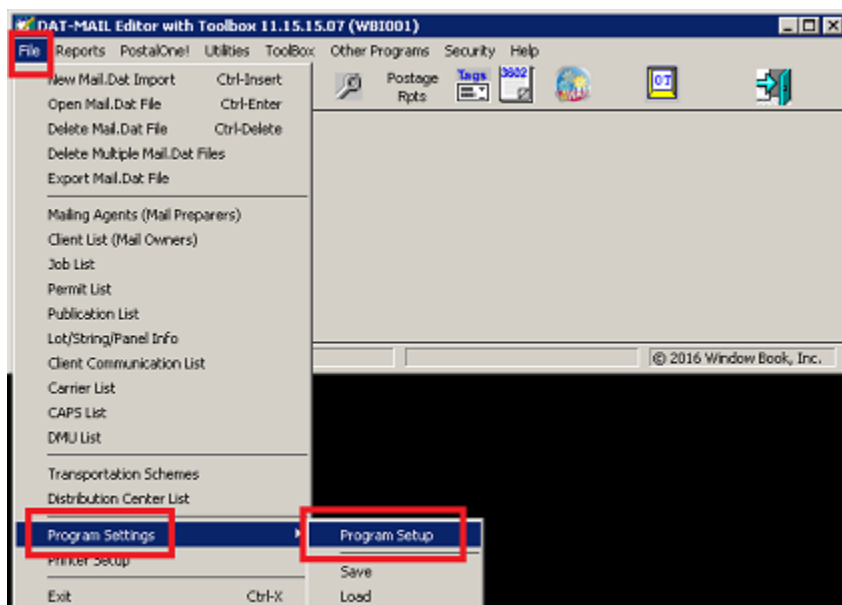 DAT-MAIL Editor with Toolbox 11.15.15.07 (WBI001)
File Reports PostalOne! Utilities ToolBox Other Programs Security Help
New Mail.Dat Import Ctrl-Insert
Open Mail.Dat File Ctrl-Enter
Delete Mail.Dat File Ctrl-Delete
Delete Multiple Mail.Dat Files
Export Mail.Dat File
Postage
Rpts
Tags
3602
OT
Mailing Agents (Mail Preparers)
Client List (Mail Owners)
Job List
Permit List
Publication List
Lot/String/Panel Info
Client Communication List
Carrier List
CAPS List
DMU List
© 2016 Window Book, Inc.
Transportation Schemes
Distribution Center List
Program Settings
Program Setup
Printer Setup
Save
Exit Ctrl-X
Load